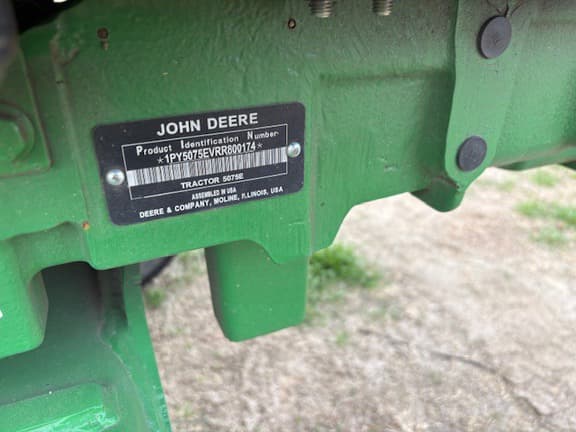 JOHN DEERE
Product Identification Number
*1PY5075EVRR800174*
TRACTOR 5075E
ASSEMBLED IN USA
DEERE & COMPANY, MOLINE, ILLINOIS, USA